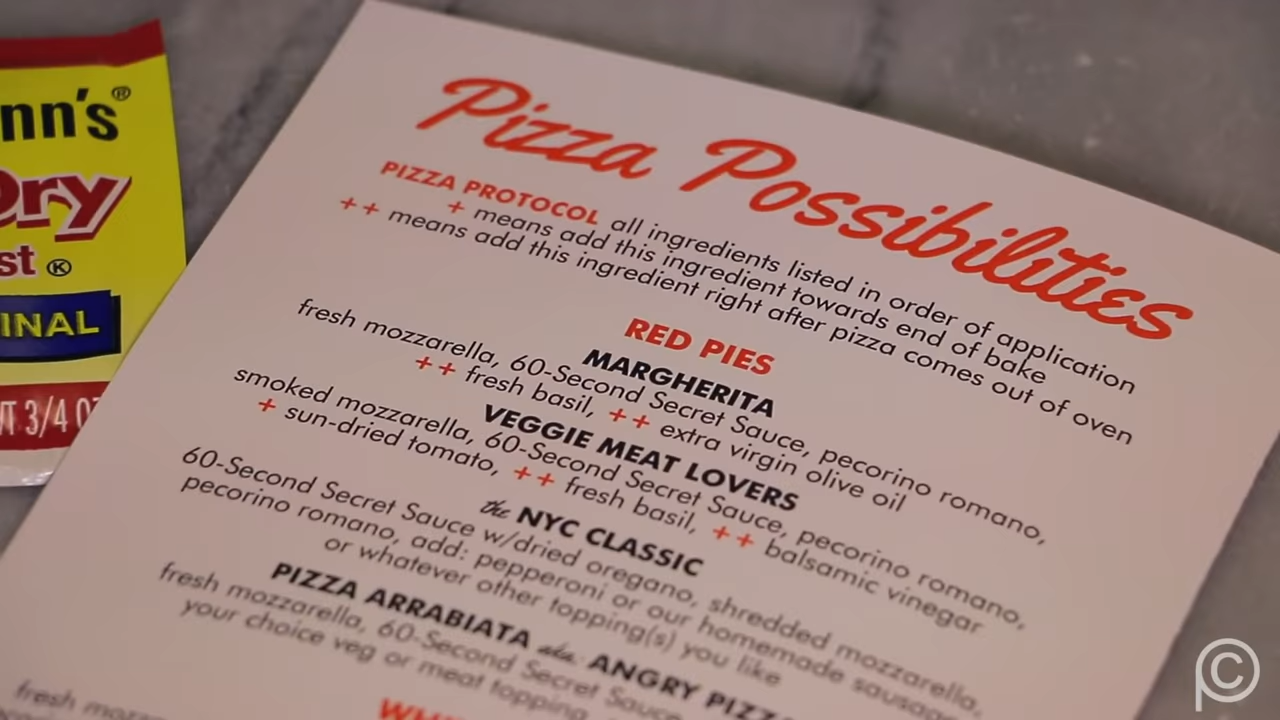 nn's®
Dry
st K
INAL
T 3/4 OZ
Pizza Possibilities
PIZZA PROTOCOL all ingredients listed in order of application
+ means add this ingredient towards end of bake
++ means add this ingredient right after pizza comes out of oven
RED PIES
MARGHERITA
fresh mozzarella, 60-Second Secret Sauce, pecorino romano,
++ fresh basil, ++ extra virgin olive oil
VEGGIE MEAT LOVERS
smoked mozzarella, 60-Second Secret Sauce, pecorino romano,
+ sun-dried tomato, ++ fresh basil, ++ balsamic vinegar
the NYC CLASSIC
60-Second Secret Sauce w/dried oregano, shredded mozzarella,
pecorino romano, add: pepperoni or our homemade sausage
or whatever other topping(s) you like
PIZZA ARRABIATA aka: ANGRY PIZZ
fresh mozzarella, 60-Second Secret Sauce
your choice veg or meat topping,
WHI
fresh mozz